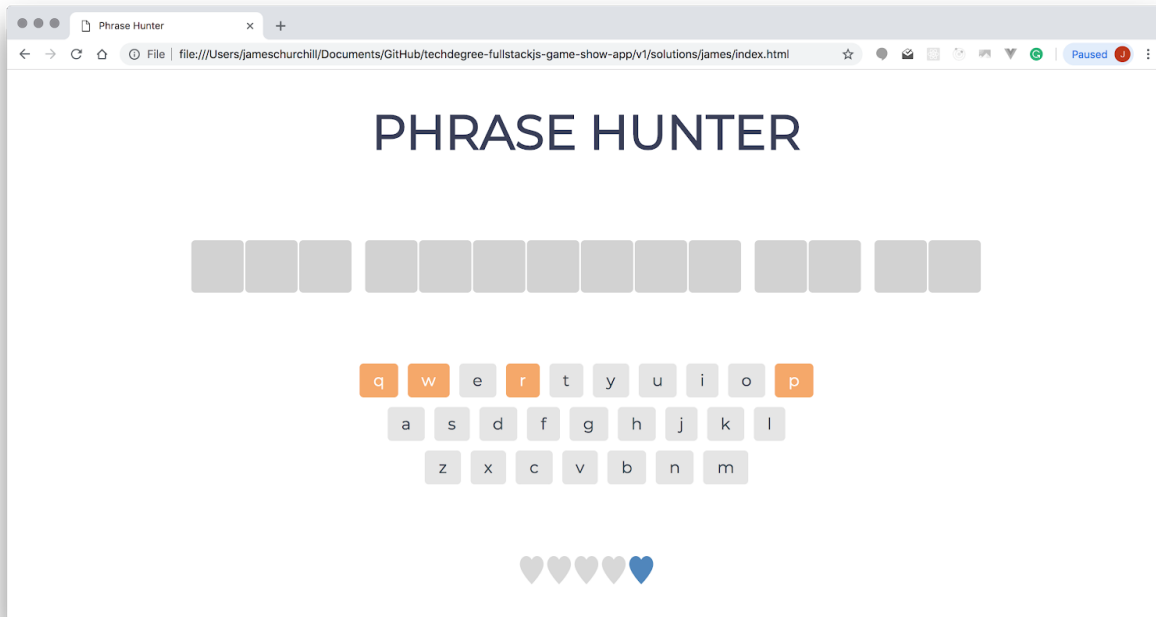 Phrase Hunter
File file:///Users/jameschurchill/Documents/GitHub/techdegree-fullstackjs-game-show-app/v1/solutions/james/index.html Paused J
PHRASE HUNTER
q w e r t y u i o p
a s d f g h j k l
z x c v b n m